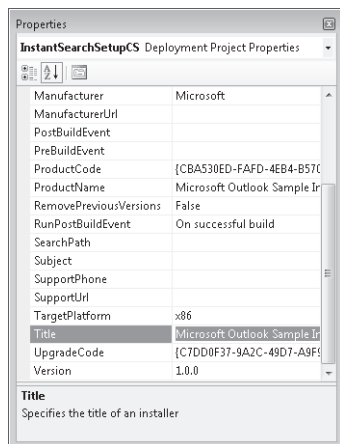 Properties
InstantSearchSetupCS Deployment Project Properties
Manufacturer Microsoft
ManufacturerUrl
PostBuildEvent
PreBuildEvent
ProductCode {CBA530ED-FAFD-4EB4-B570
ProductName Microsoft Outlook Sample In
RemovePreviousVersions False
RunPostBuildEvent On successful build
SearchPath
Subject
SupportPhone
SupportUrl
TargetPlatform x86
Title Microsoft Outlook Sample In
UpgradeCode {C7DD0F37-9A2C-49D7-A9F9
Version 1.0.0
Title
Specifies the title of an installer